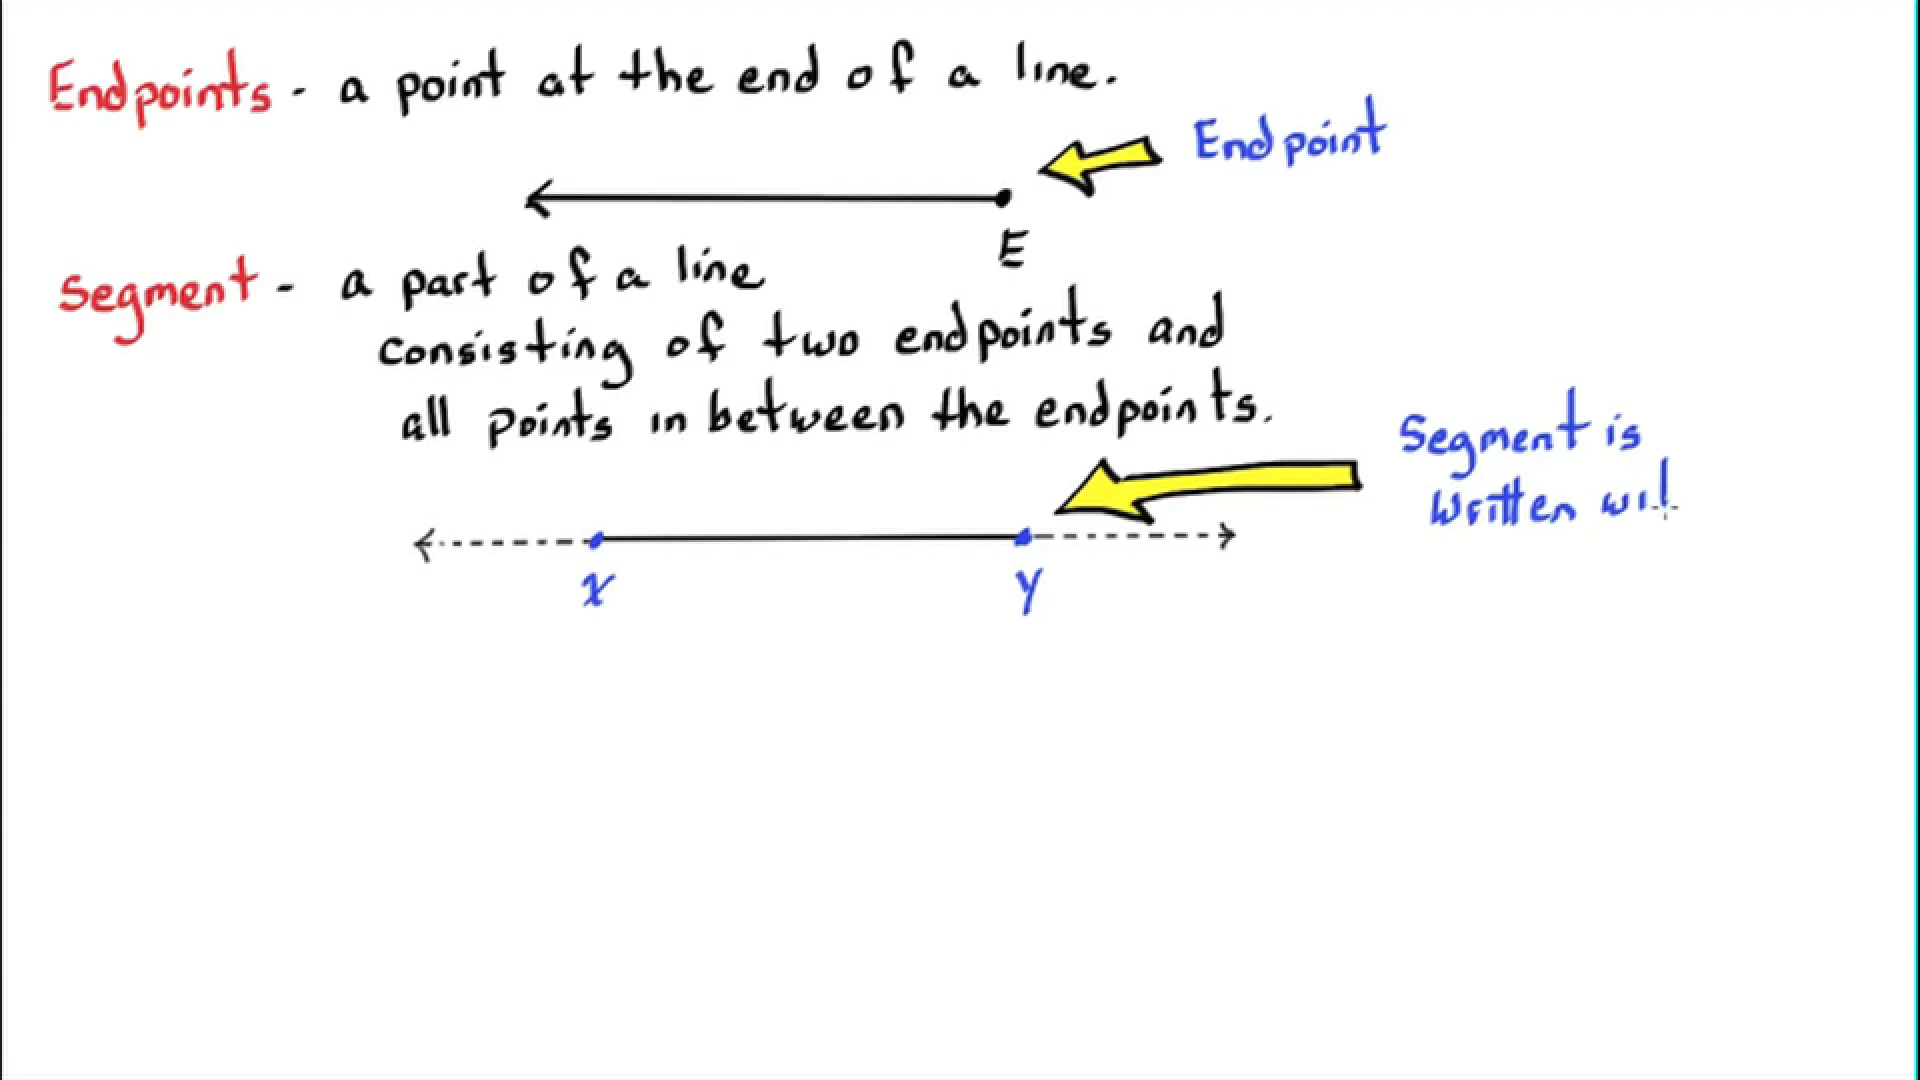 Endpoints - a point at the end of a line.
Endpoint
E
Segment - a part of a line
consisting of two endpoints and
all points in between the endpoints.
Segment is
written
X
Y